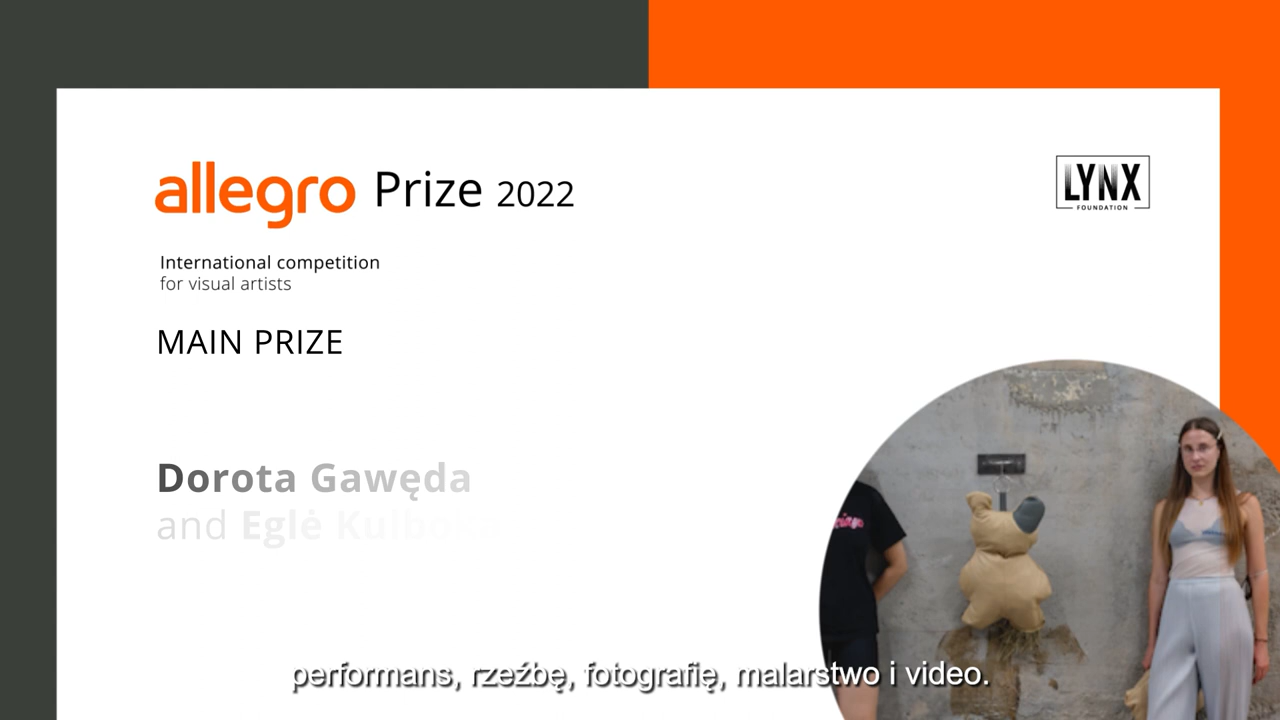 allegro Prize 2022
LYNX
FOUNDATION
International competition
for visual artists
MAIN PRIZE
Dorota Gawęda
and Eglė
performans, rzeźbę, fotografię, malarstwo i video.